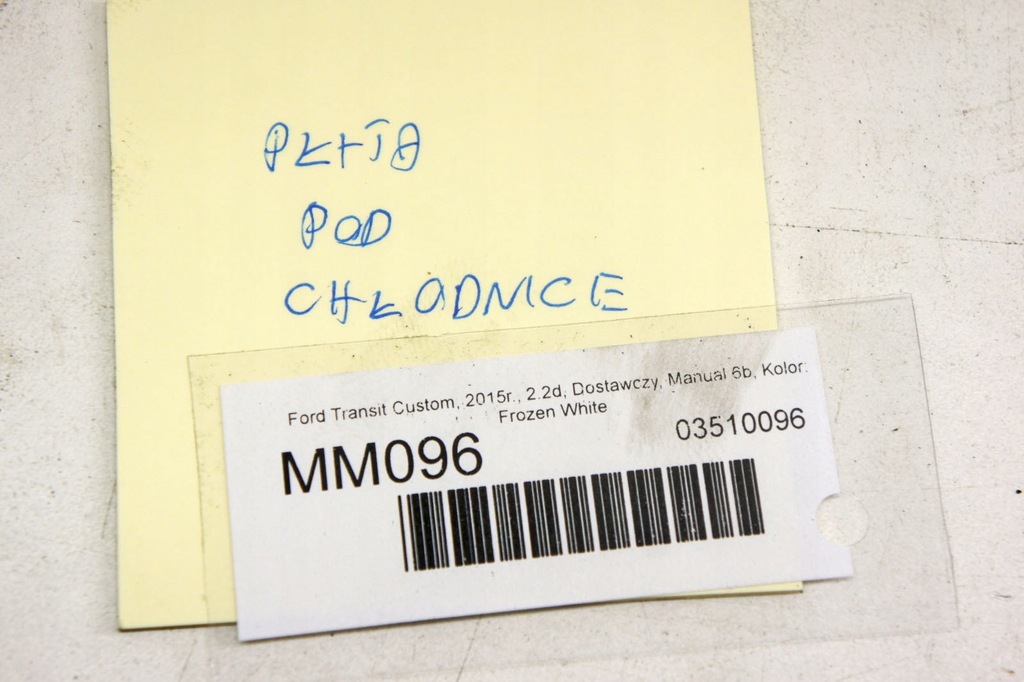 PŁYTA
POD
CHŁODNICE
Ford Transit Custom, 2015r., 2.2d, Dostawczy, Manual 6b, Kolor:
Frozen White
MM096 03510096